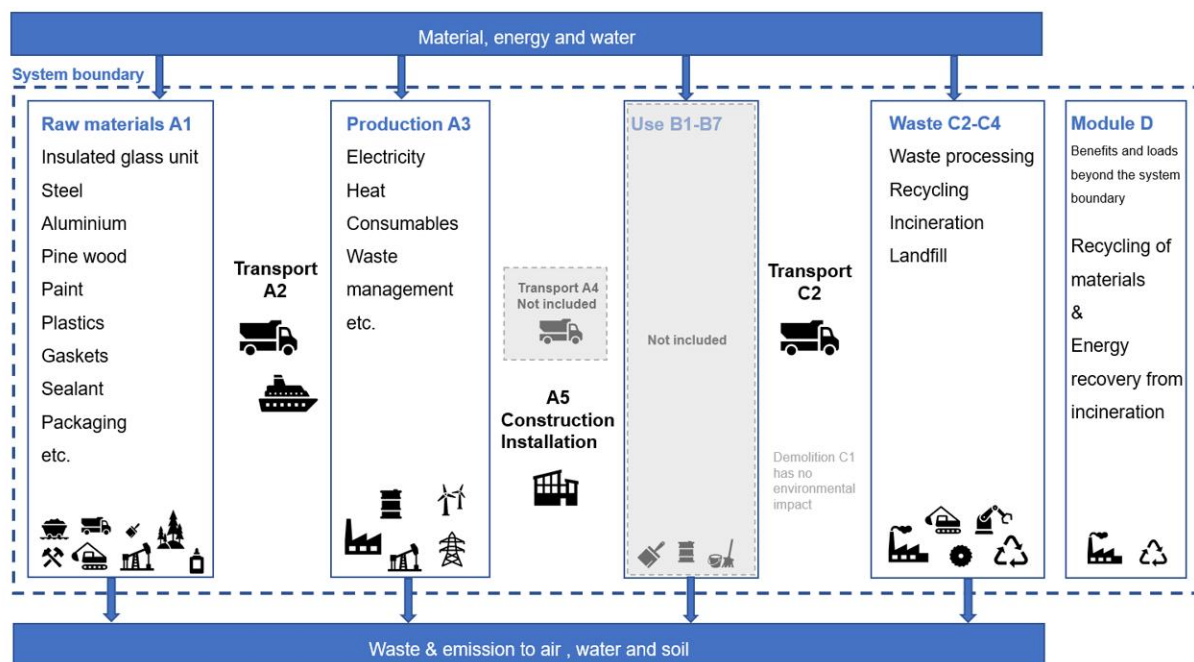 Material, energy and water
System boundary
Raw materials A1
Insulated glass unit
Steel
Aluminium
Pine wood
Paint
Plastics
Gaskets
Sealant
Packaging
etc.
Transport
A2
Production A3
Electricity
Heat
Consumables
Waste
management
etc.
Transport A4
Not included
A5
Construction
Installation
Use B1-B7
Not included
Transport
C2
Demolition C1
has no
environmental
impact
Waste C2-C4
Waste processing
Recycling
Incineration
Landfill
Module D
Benefits and loads
beyond the system
boundary
Recycling of
materials
&
Energy
recovery from
incineration
Waste & emission to air , water and soil